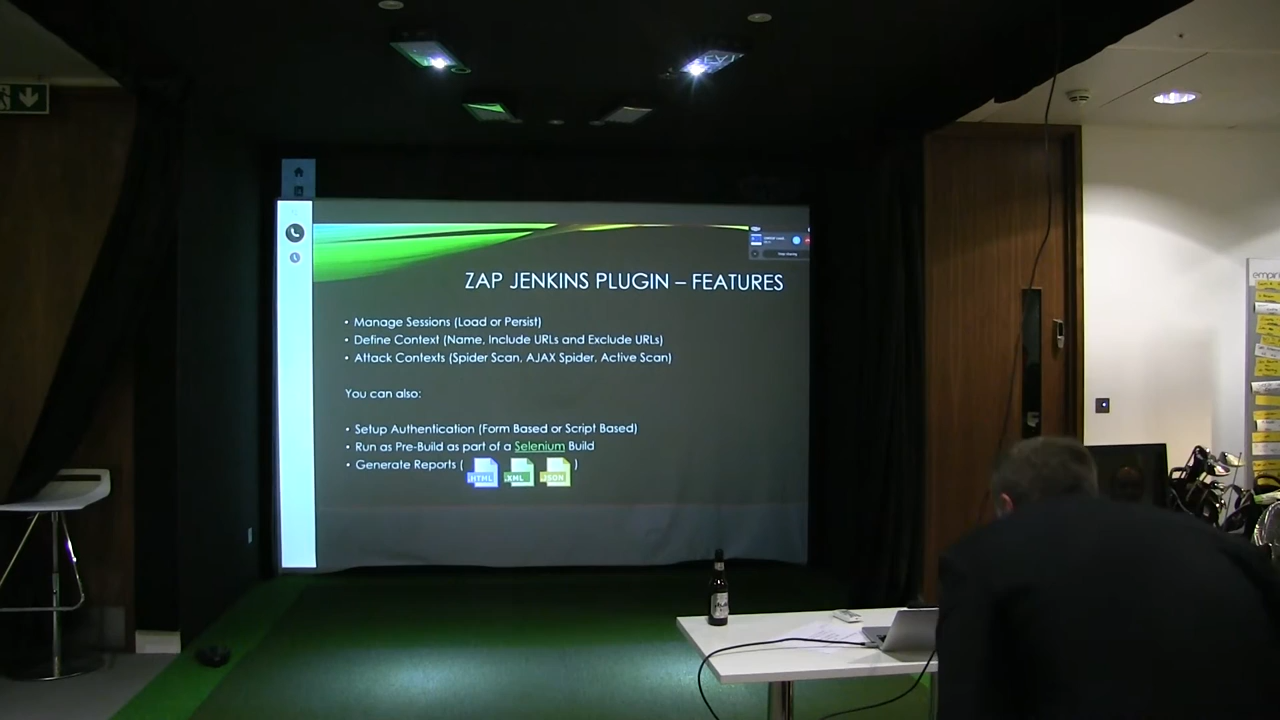 ZAP JENKINS PLUGIN – FEATURES
• Manage Sessions (Load or Persist)
• Define Context (Name, Include URLs and Exclude URLs)
• Attack Contexts (Spider Scan, AJAX Spider, Active Scan)
You can also:
• Setup Authentication (Form Based or Script Based)
• Run as Pre-Build as part of a Selenium Build
• Generate Reports ( .HTML .XML .JSON )